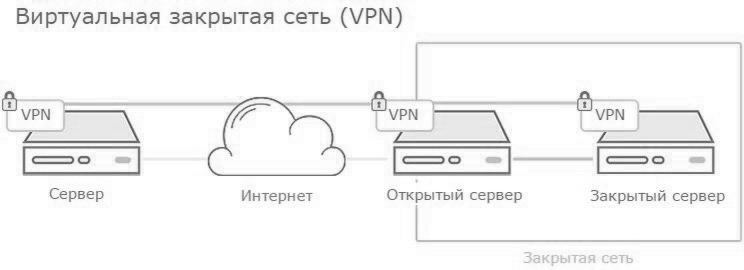 Виртуальная закрытая сеть (VPN)
VPN
VPN
VPN
Сервер
Интернет
Открытый сервер
Закрытый сервер
Закрытая сеть